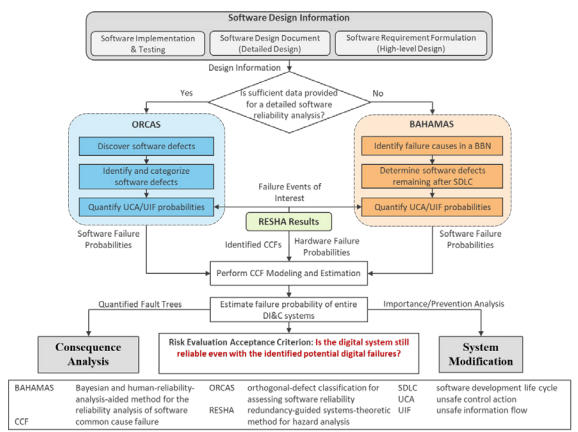 Software Design Information
Software Implementation
& Testing
Software Design Document
(Detailed Design)
Software Requirement Formulation
(High-level Design)
Design Information
Is sufficient data provided
for a detailed software
reliability analysis?
Yes
No
ORCAS
Discover software defects
Identify and categorize
software defects
Quantify UCA/UIF probabilities
BAHAMAS
Identify failure causes in a BBN
Determine software defects
remaining after SDLC
Quantify UCA/UIF probabilities
Failure Events of
Interest
RESHA Results
Software Failure
Probabilities
Identified CCFs
Hardware Failure
Probabilities
Software Failure
Probabilities
Perform CCF Modeling and Estimation
Quantified Fault Trees
Estimate failure probability of entire
DI&C systems
Importance/Prevention Analysis
Consequence
Analysis
Risk Evaluation Acceptance Criterion: Is the digital system still
reliable even with the identified potential digital failures?
System
Modification
BAHAMAS Bayesian and human-reliability-
analysis-aided method for the
reliability analysis of software
CCF common cause failure
ORCAS orthogonal-defect classification for
assessing software reliability
RESHA redundancy-guided systems-theoretic
method for hazard analysis
SDLC software development life cycle
UCA unsafe control action
UIF unsafe information flow